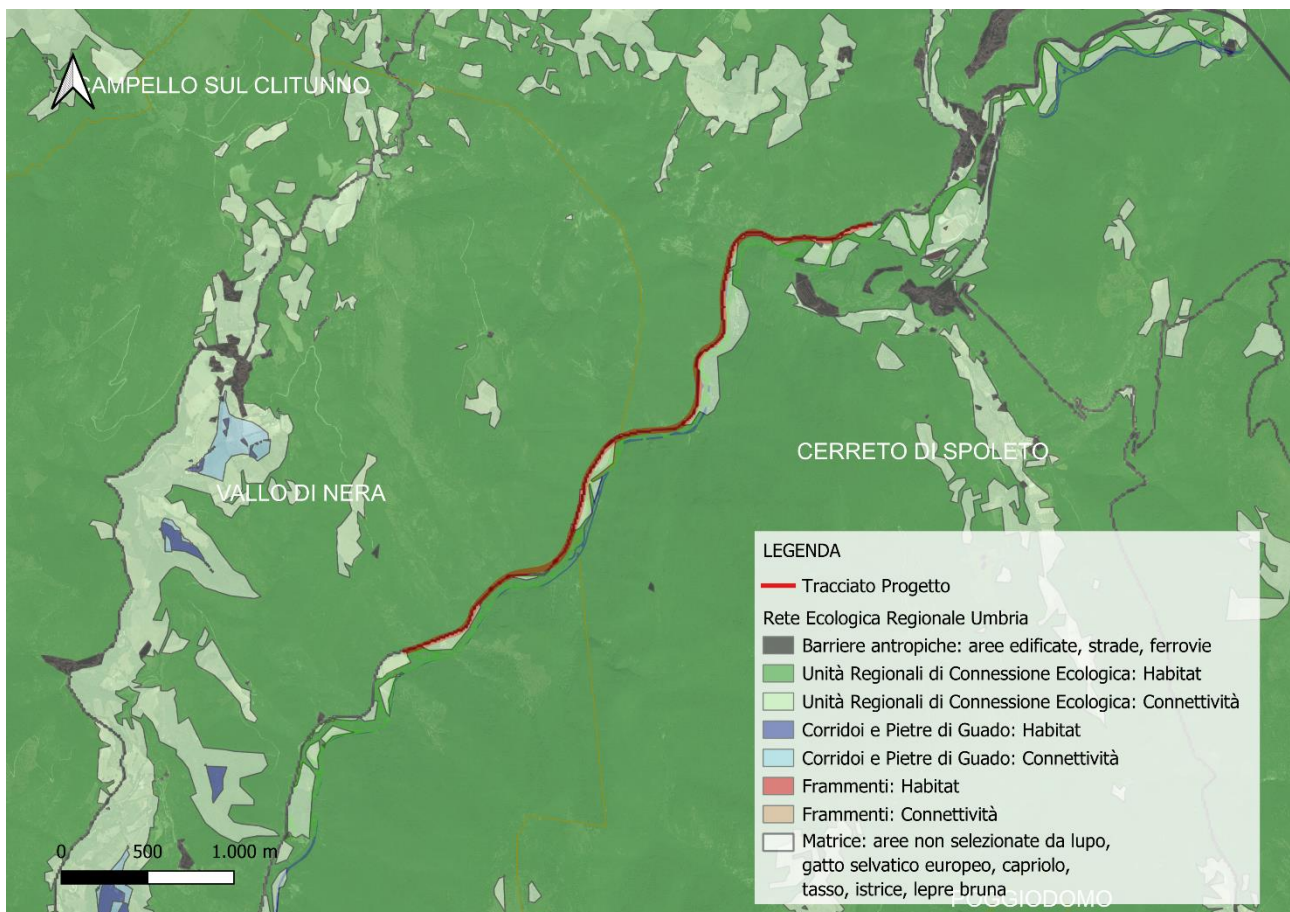 CAMPELLO SUL CLITUNNO
CERRETO DI SPOLETO
VALLO DI NERA
LEGENDA
Tracciato Progetto
Rete Ecologica Regionale Umbria
Barriere antropiche: aree edificate, strade, ferrovie
Unità Regionali di Connessione Ecologica: Habitat
Unità Regionali di Connessione Ecologica: Connettività
Corridoi e Pietre di Guado: Habitat
Corridoi e Pietre di Guado: Connettività
Frammenti: Habitat
Frammenti: Connettività
Matrice: aree non selezionate da lupo,
gatto selvatico europeo, capriolo,
tasso, istrice, lepre bruna
0 500 1.000 m
POGGIODOMO